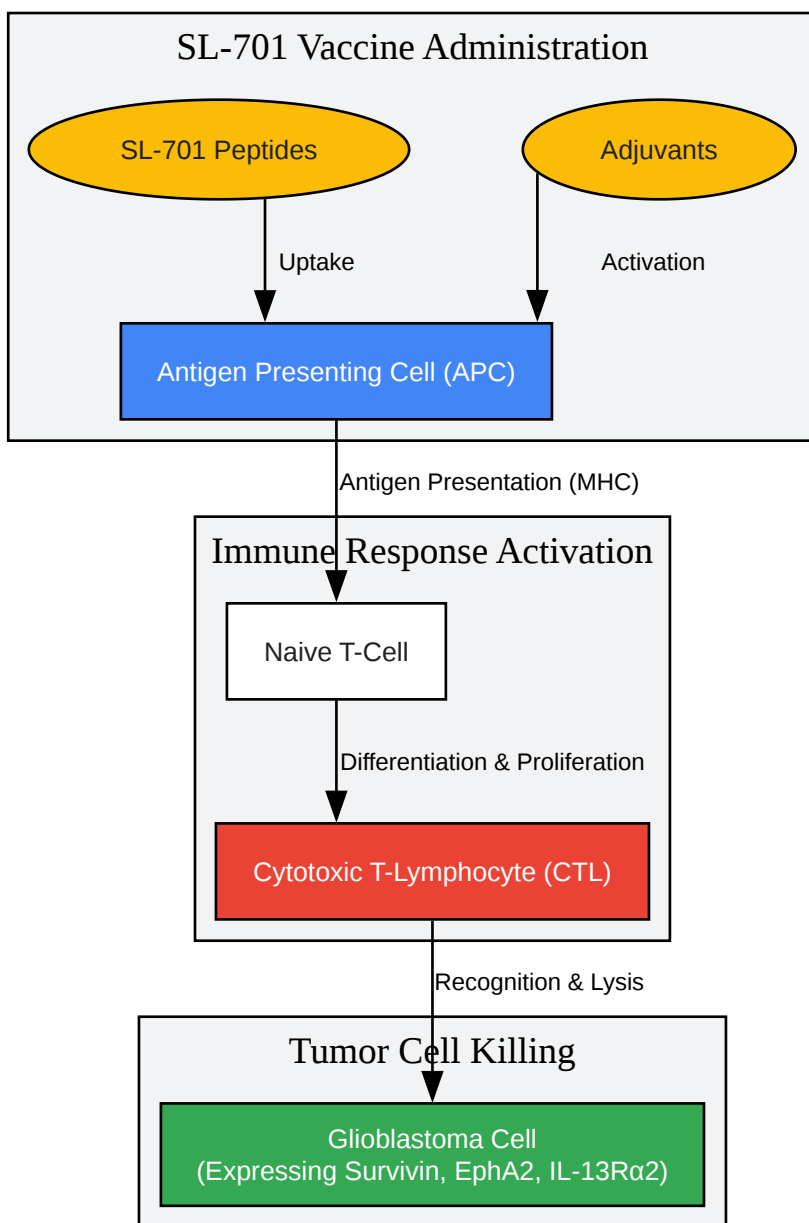 SL-701 Vaccine Administration
SL-701 Peptides
Adjuvants
Uptake
Activation
Antigen Presenting Cell (APC)
Antigen Presentation (MHC)
Immune Response Activation
Naive T-Cell
Differentiation & Proliferation
Cytotoxic T-Lymphocyte (CTL)
Recognition & Lysis
Tumor Cell Killing
Glioblastoma Cell
(Expressing Survivin, EphA2, IL-13Rα2)